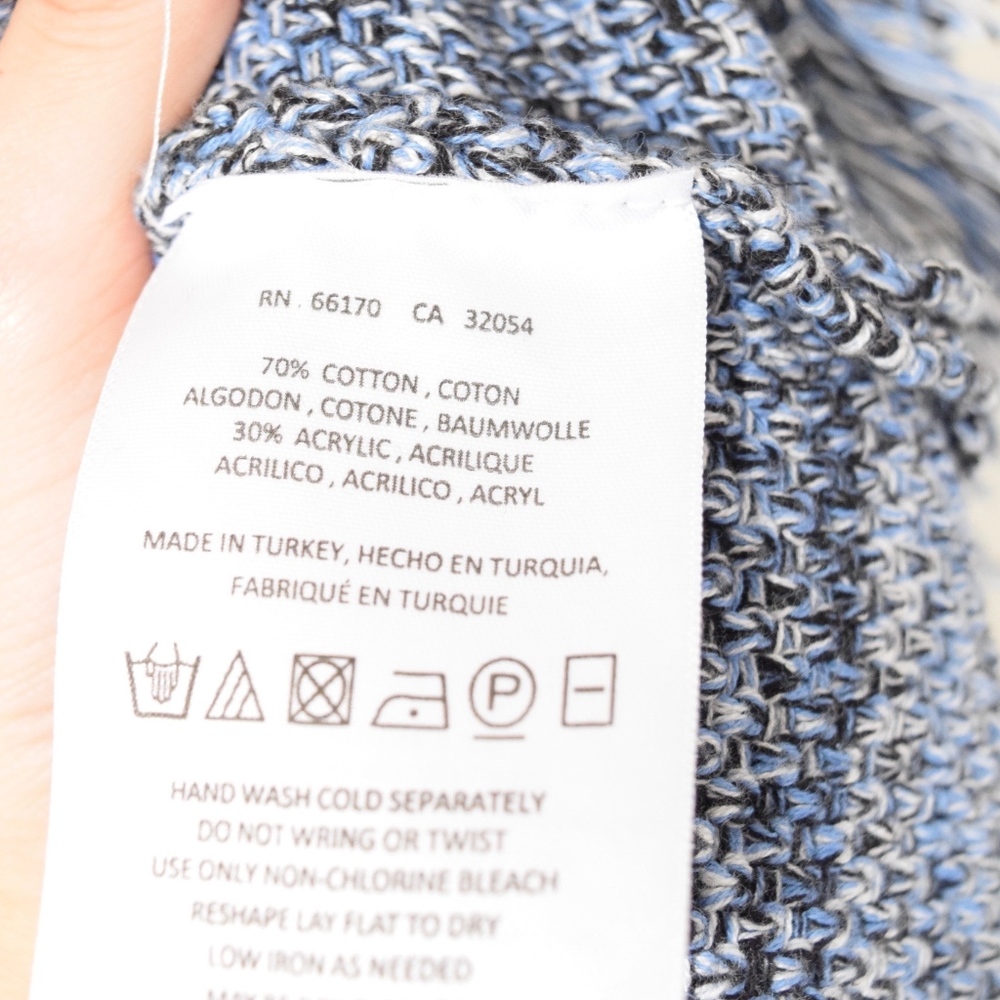 RN. 66170 CA 32054
70% COTTON, COTON
ALGODON, COTONE, BAUMWOLLE
30% ACRYLIC, ACRILIQUE
ACRILICO, ACRILICO, ACRYL
MADE IN TURKEY, HECHO EN TURQUIA,
FABRIQUÉ EN TURQUIE
P
HAND WASH COLD SEPARATELY
DO NOT WRING OR TWIST
USE ONLY NON-CHLORINE BLEACH
RESHAPE LAY FLAT TO DRY
LOW IRON AS NEEDED